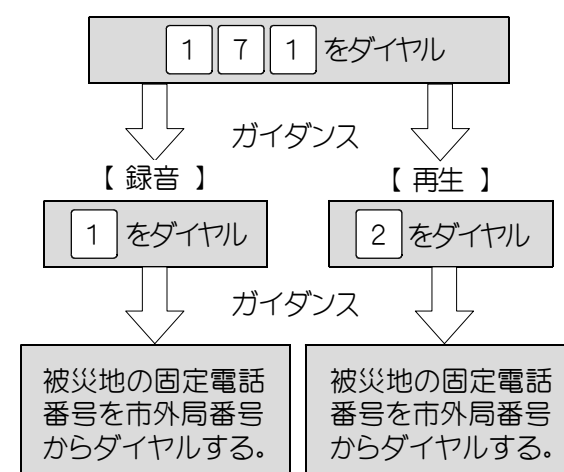 171をダイヤル
ガイダンス
【 録音 】
【 再生 】
1をダイヤル
2をダイヤル
ガイダンス
被災地の固定電話
番号を市外局番号
からダイヤルする。
被災地の固定電話
番号を市外局番号
からダイヤルする。